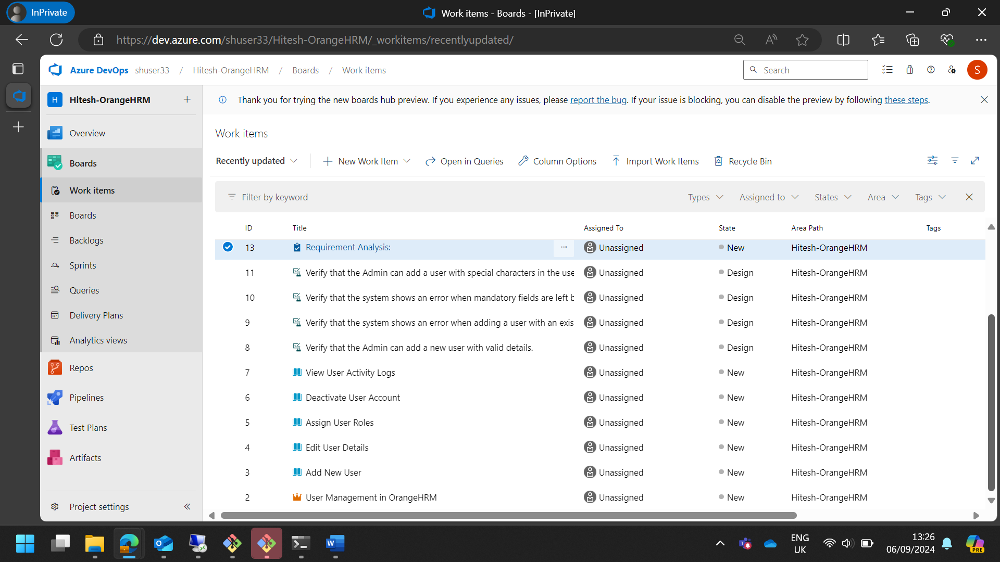 InPrivate
Work items - Boards - [InPrivate]
https://dev.azure.com/shuser33/Hitesh-OrangeHRM/_workitems/recentlyupdated/
Azure DevOps shuser33 / Hitesh-OrangeHRM / Boards / Work items
Search
S
H Hitesh-OrangeHRM
Thank you for trying the new boards hub preview. If you experience any issues, please report the bug. If your issue is blocking, you can disable the preview by following these steps.
Overview
Boards
Work items
Boards
Backlogs
Sprints
Queries
Delivery Plans
Analytics views
Repos
Pipelines
Test Plans
Artifacts
Project settings
Work items
Recently updated New Work Item Open in Queries Column Options Import Work Items Recycle Bin
Filter by keyword Types Assigned to States Area Tags
ID Title Assigned To State Area Path Tags
13 Requirement Analysis: ... Unassigned New Hitesh-OrangeHRM
11 Verify that the Admin can add a user with special characters in the use Unassigned Design Hitesh-OrangeHRM
10 Verify that the system shows an error when mandatory fields are left b Unassigned Design Hitesh-OrangeHRM
9 Verify that the system shows an error when adding a user with an exis Unassigned Design Hitesh-OrangeHRM
8 Verify that the Admin can add a new user with valid details. Unassigned Design Hitesh-OrangeHRM
7 View User Activity Logs Unassigned New Hitesh-OrangeHRM
6 Deactivate User Account Unassigned New Hitesh-OrangeHRM
5 Assign User Roles Unassigned New Hitesh-OrangeHRM
4 Edit User Details Unassigned New Hitesh-OrangeHRM
3 Add New User Unassigned New Hitesh-OrangeHRM
2 User Management in OrangeHRM Unassigned New Hitesh-OrangeHRM
ENG
UK
13:26
06/09/2024
PRE